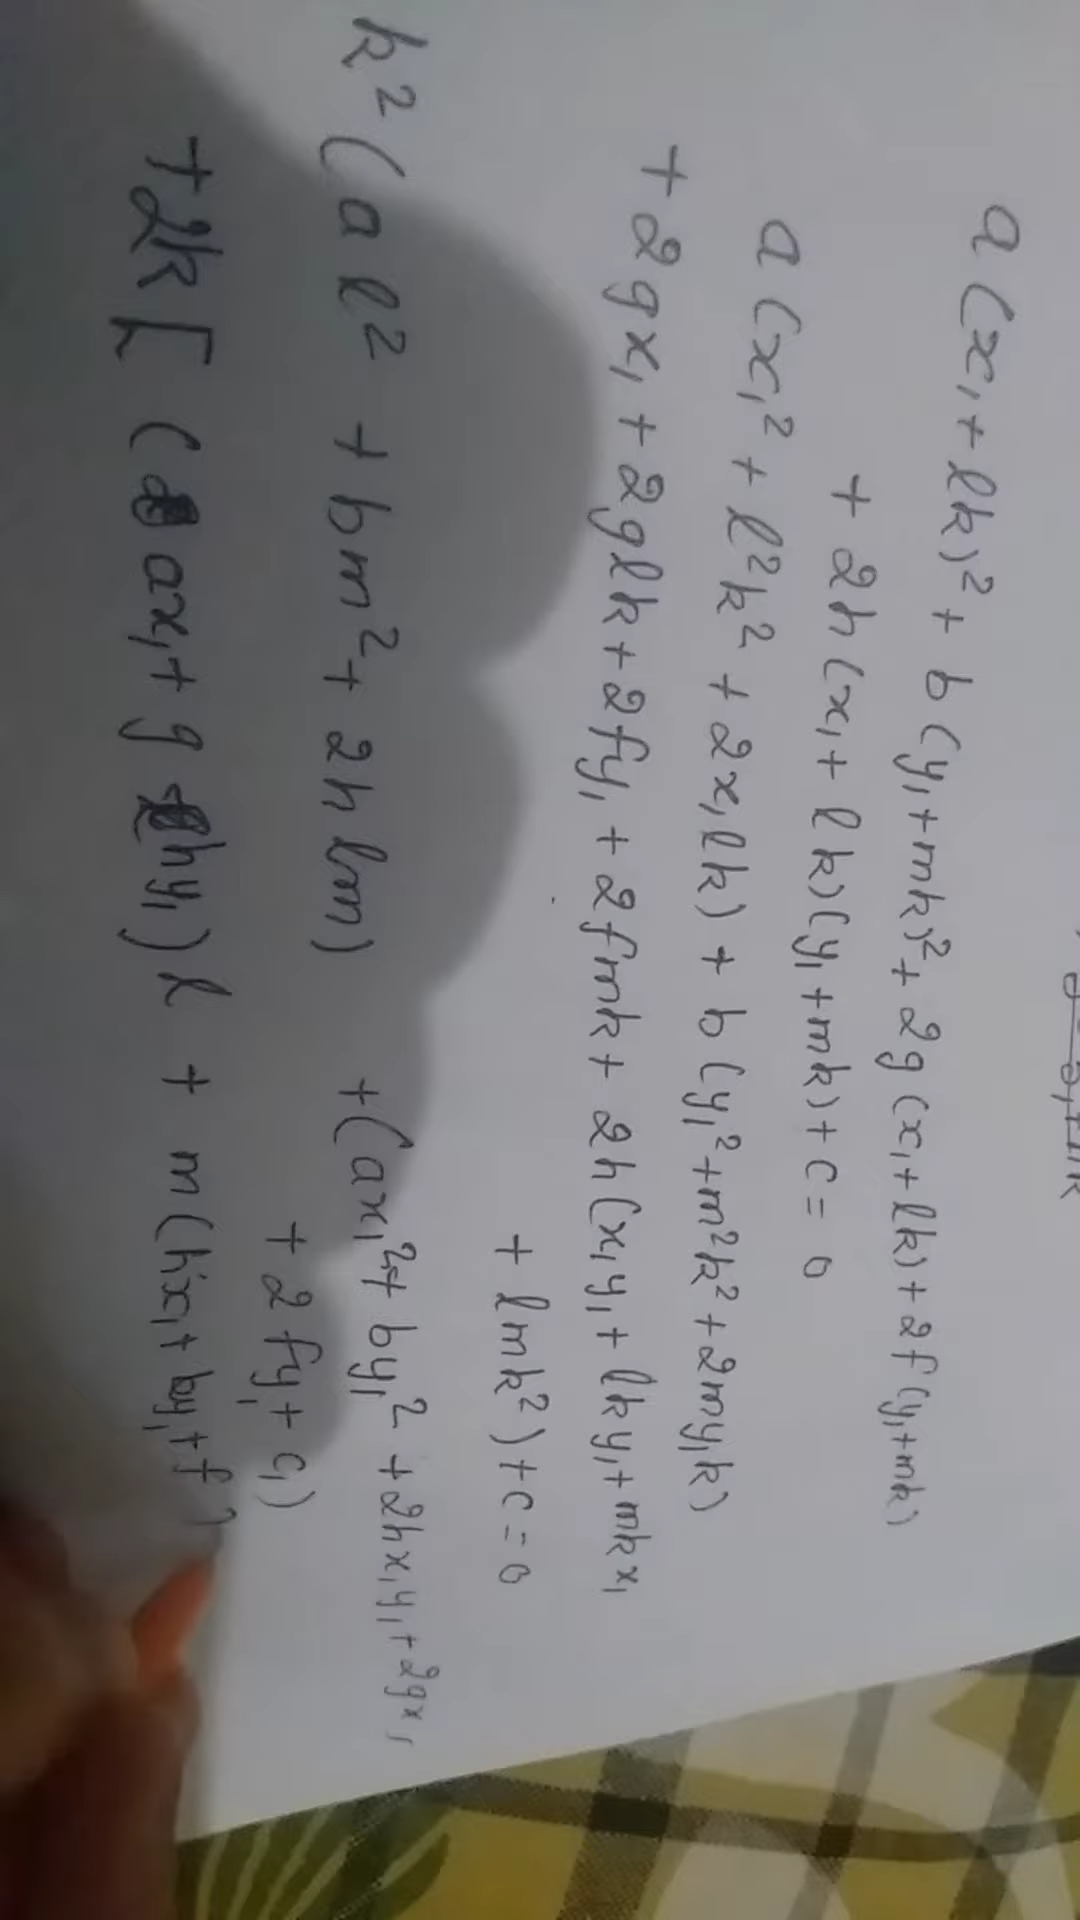 a(x₁+lk)² + b(y₁+mk)² + 2g(x₁+lk) + 2f(y₁+mk)
+ 2h(x₁+lk)(y₁+mk) + c = 0
a(x₁² + l²k² + 2x₁lk) + b(y₁² + m²k² + 2my₁k)
+ 2gx₁ + 2glk + 2fy₁ + 2fmk + 2h(x₁y₁ + lky₁ + mkx₁
+ lmk²) + c = 0
k²(al² + bm² + 2hlm) + (ax₁² + by₁² + 2hx₁y₁ + 2gx₁
+ 2fy₁ + c₁)
+2k[(ax₁ + g hy₁)l + m(hx₁ + by₁ + f)